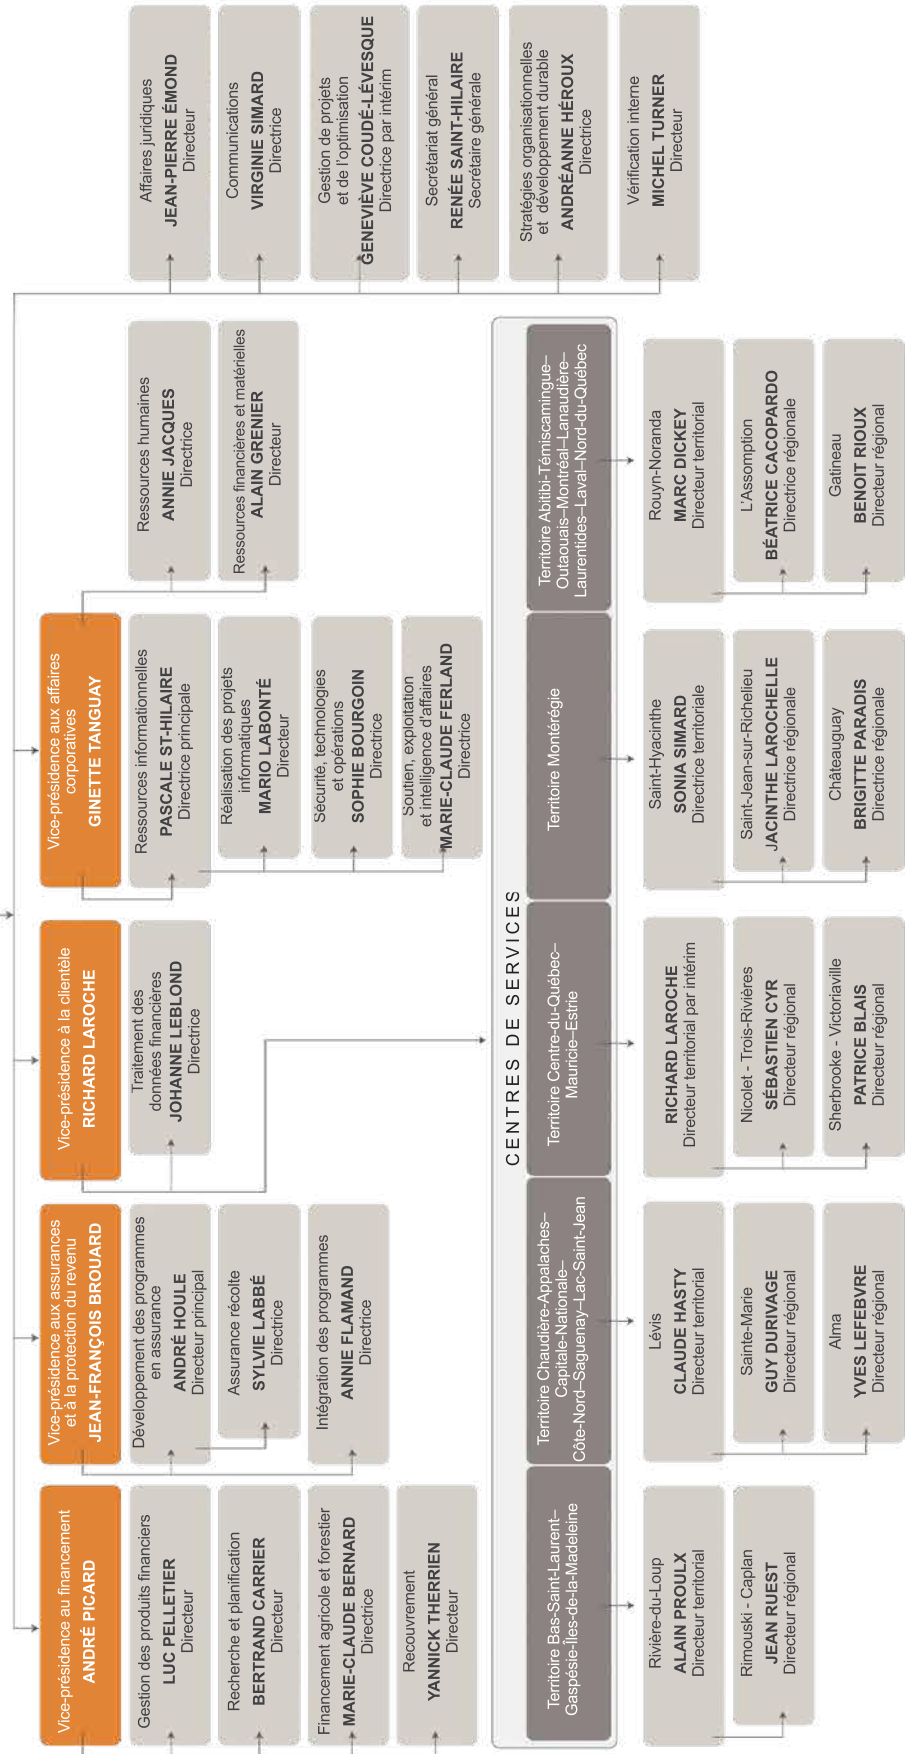 Vice-présidence au financement
ANDRÉ PICARD
Gestion des produits financiers
LUC PELLETIER
Directeur
Recherche et planification
BERTRAND CARRIER
Directeur
Financement agricole et forestier
MARIE-CLAUDE BERNARD
Directrice
Recouvrement
YANNICK THERRIEN
Directeur
Vice-présidence aux assurances
et à la protection du revenu
JEAN-FRANÇOIS BROUARD
Développement des programmes
en assurance
ANDRÉ HOULE
Directeur principal
Assurance récolte
SYLVIE LABBÉ
Directrice
Intégration des programmes
ANNIE FLAMAND
Directrice
Vice-présidence à la clientèle
RICHARD LAROCHE
Traitement des
données financières
JOHANNE LEBLOND
Directrice
Vice-présidence aux affaires
corporatives
GINETTE TANGUAY
Ressources informationnelles
PASCALE ST-HILAIRE
Directrice principale
Réalisation des projets
informatiques
MARIO LABONTÉ
Directeur
Sécurité, technologies
et opérations
SOPHIE BOURGOIN
Directrice
Soutien, exploitation
et intelligence d'affaires
MARIE-CLAUDE FERLAND
Directrice
Ressources humaines
ANNIE JACQUES
Directrice
Ressources financières et matérielles
ALAIN GRENIER
Directeur
Affaires juridiques
JEAN-PIERRE ÉMOND
Directeur
Communications
VIRGINIE SIMARD
Directrice
Gestion de projets
et de l'optimisation
GENEVIÈVE COUDÉ-LÉVESQUE
Directrice par intérim
Secrétariat général
RENÉE SAINT-HILAIRE
Secrétaire générale
Stratégies organisationnelles
et développement durable
ANDRÉANNE HÉROUX
Directrice
Vérification interne
MICHEL TURNER
Directeur
CENTRES DE SERVICES
Territoire Bas-Saint-Laurent–
Gaspésie-Îles-de-la-Madeleine
Rivière-du-Loup
ALAIN PROULX
Directeur territorial
Rimouski - Caplan
JEAN RUEST
Directeur régional
Territoire Chaudière-Appalaches–
Capitale-Nationale–
Côte-Nord–Saguenay–Lac-Saint-Jean
Lévis
CLAUDE HASTY
Directeur territorial
Sainte-Marie
GUY DURIVAGE
Directeur régional
Alma
YVES LEFEBVRE
Directeur régional
Territoire Centre-du-Québec–
Mauricie–Estrie
RICHARD LAROCHE
Directeur territorial par intérim
Nicolet - Trois-Rivières
SÉBASTIEN CYR
Directeur régional
Sherbrooke - Victoriaville
PATRICE BLAIS
Directeur régional
Territoire Montérégie
Saint-Hyacinthe
SONIA SIMARD
Directrice territoriale
Saint-Jean-sur-Richelieu
JACINTHE LAROCHELLE
Directrice régionale
Châteauguay
BRIGITTE PARADIS
Directrice régionale
Territoire Abitibi-Témiscamingue–
Outaouais–Montréal–Lanaudière–
Laurentides–Laval–Nord-du-Québec
Rouyn-Noranda
MARC DICKEY
Directeur territorial
L'Assomption
BÉATRICE CACOPARDO
Directrice régionale
Gatineau
BENOIT RIOUX
Directeur régional